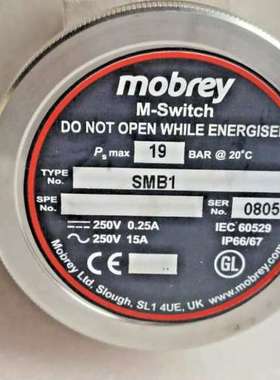 mobrey
M-Switch
DO NOT OPEN WHILE ENERGISE
Ps max 19 BAR @ 20°C
TYPE No. SMB1
SPE No. SER No. 0805
⎓ 250V 0.25A IEC 60529
∿ 250V 15A IP66/67
CE GL
Mobrey Ltd, Slough, SL1 4UE, UK www.mobrey.com